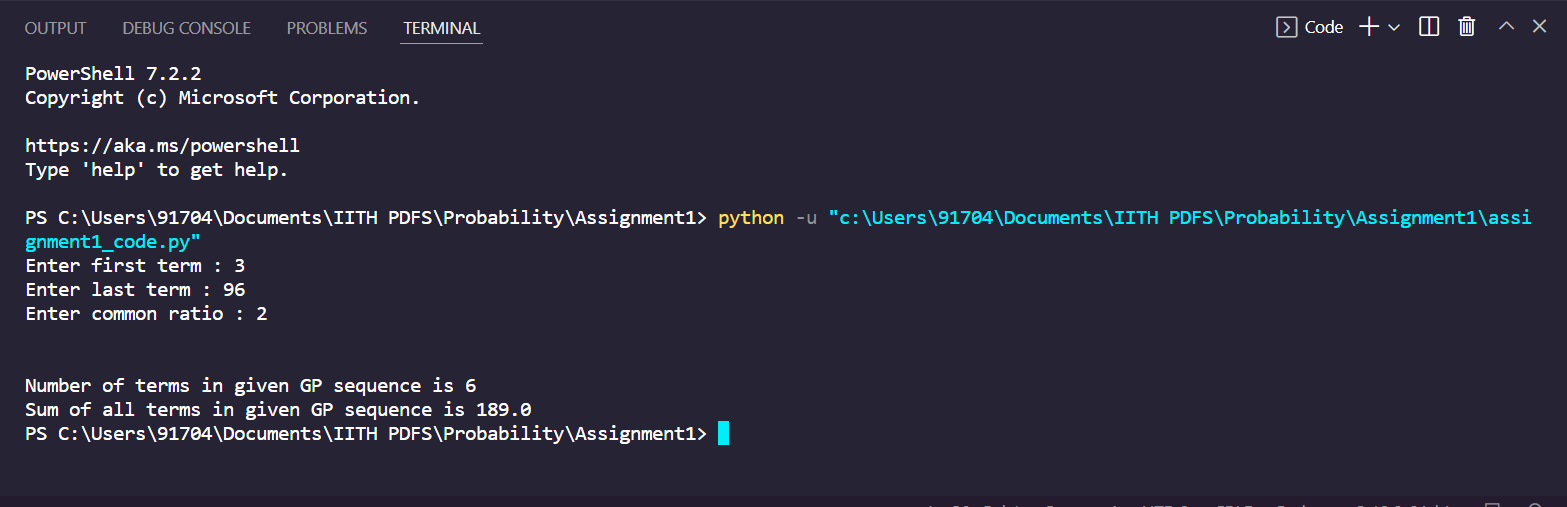 OUTPUT DEBUG CONSOLE PROBLEMS TERMINAL Code
PowerShell 7.2.2
Copyright (c) Microsoft Corporation.
https://aka.ms/powershell
Type 'help' to get help.
PS C:\Users\91704\Documents\IITH PDFS\Probability\Assignment1> python -u "c:\Users\91704\Documents\IITH PDFS\Probability\Assignment1\assi
gnment1_code.py"
Enter first term : 3
Enter last term : 96
Enter common ratio : 2
Number of terms in given GP sequence is 6
Sum of all terms in given GP sequence is 189.0
PS C:\Users\91704\Documents\IITH PDFS\Probability\Assignment1>